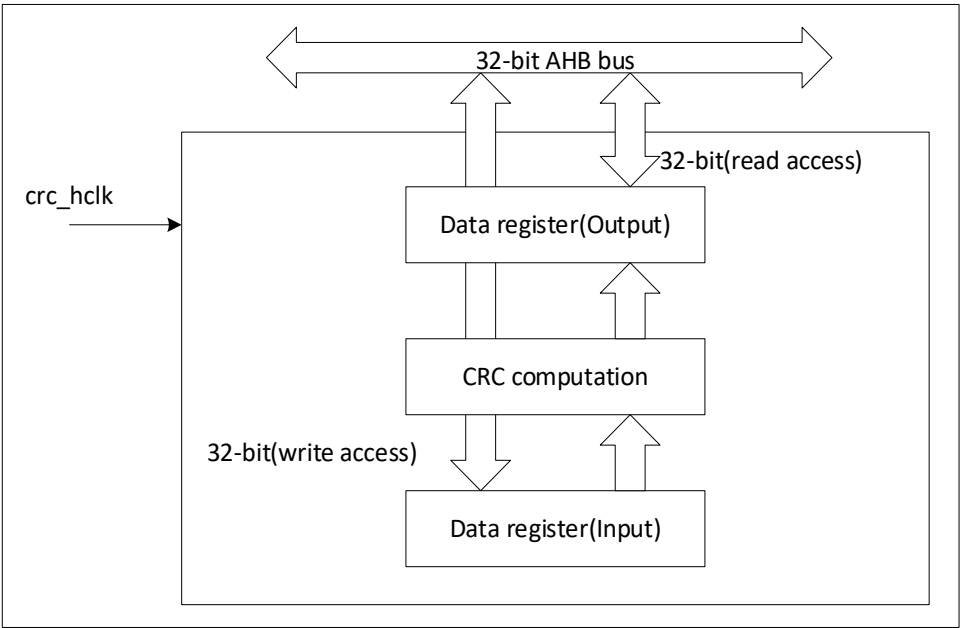 32-bit AHB bus
32-bit(read access)
crc_hclk
Data register(Output)
CRC computation
32-bit(write access)
Data register(Input)